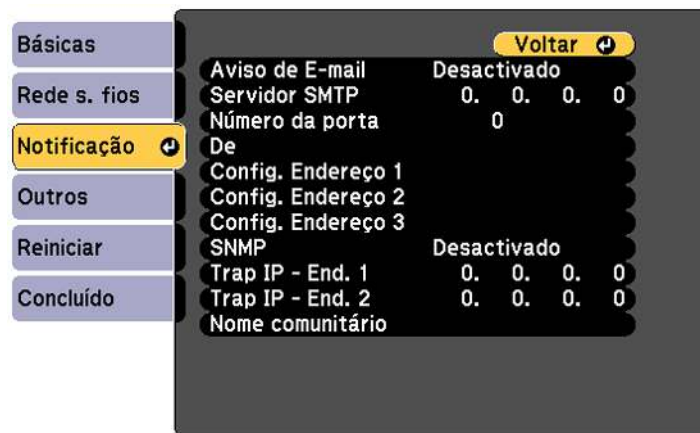 Básicas
Rede s. fios
Notificação
Outros
Reiniciar
Concluído
Voltar
Aviso de E-mail Desactivado
Servidor SMTP 0. 0. 0. 0
Número da porta 0
De
Config. Endereço 1
Config. Endereço 2
Config. Endereço 3
SNMP Desactivado
Trap IP - End. 1 0. 0. 0. 0
Trap IP - End. 2 0. 0. 0. 0
Nome comunitário